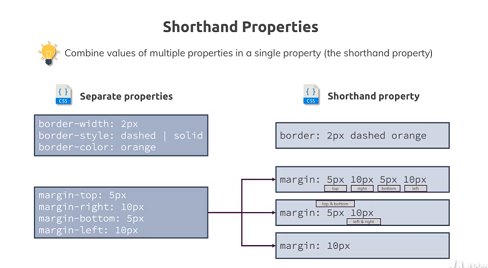 Shorthand Properties
Combine values of multiple properties in a single property (the shorthand property)
{ }
CSS
Separate properties
{ }
CSS
Shorthand property
border-width: 2px
border-style: dashed | solid
border-color: orange
border: 2px dashed orange
margin-top: 5px
margin-right: 10px
margin-bottom: 5px
margin-left: 10px
margin: 5px 10px 5px 10px
top right bottom left
top & bottom
margin: 5px 10px
left & right
margin: 10px